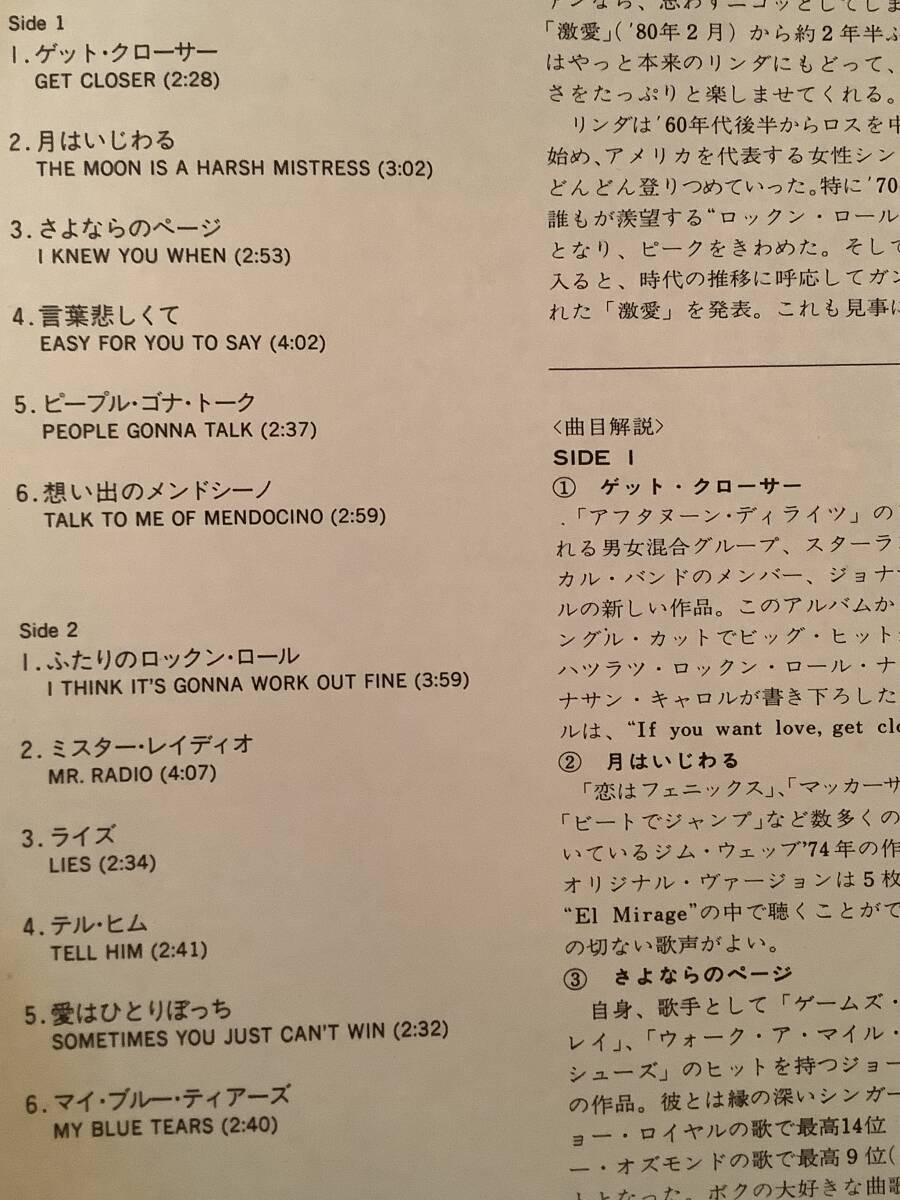 Side 1
1.ゲット・クローサー
GET CLOSER (2:28)
2.月はいじわる
THE MOON IS A HARSH MISTRESS (3:02)
3.さよならのページ
I KNEW YOU WHEN (2:53)
4.言葉悲しくて
EASY FOR YOU TO SAY (4:02)
5.ピープル・ゴナ・トーク
PEOPLE GONNA TALK (2:37)
6.想い出のメンドシーノ
TALK TO ME OF MENDOCINO (2:59)
Side 2
1.ふたりのロックン・ロール
I THINK IT'S GONNA WORK OUT FINE (3:59)
2.ミスター・レイディオ
MR. RADIO (4:07)
3.ライズ
LIES (2:34)
4.テル・ヒム
TELL HIM (2:41)
5.愛はひとりぼっち
SOMETIMES YOU JUST CAN'T WIN (2:32)
6.マイ・ブルー・ティアーズ
MY BLUE TEARS (2:40)
アンなら、思わずニコッとしてしま
「激愛」('80年2月) から約2年半ぶ
はやっと本来のリンダにもどって、
さをたっぷりと楽しませてくれる。
リンダは'60年代後半からロスを中
始め、アメリカを代表する女性シン
どんどん登りつめていった。特に'70
誰もが羨望する“ロックン・ロール
となり、ピークをきわめた。そして
入ると、時代の推移に呼応してガン
れた「激愛」を発表。これも見事に
〈曲目解説〉
SIDE 1
① ゲット・クローサー
「アフタヌーン・ディライツ」の
れる男女混合グループ、スターラン
カル・バンドのメンバー、ジョナサ
ルの新しい作品。このアルバムか
ングル・カットでビッグ・ヒット
ハツラツ・ロックン・ロール・ナ
ナサン・キャロルが書き下ろした
ルは、“If you want love, get clo
② 月はいじわる
「恋はフェニックス」、「マッカーサ
「ビートでジャンプ」など数多くの
いているジム・ウェッブ'74年の作
オリジナル・ヴァージョンは5枚
“El Mirage”の中で聴くことがで
の切ない歌声がよい。
③ さよならのページ
自身、歌手として「ゲームズ・
レイ」、「ウォーク・ア・マイル・
シューズ」のヒットを持つジョー
の作品。彼とは縁の深いシンガー
ョー・ロイヤルの歌で最高14位
ー・オズモンドの歌で最高9位(
トとなった。ボクの大好きな曲